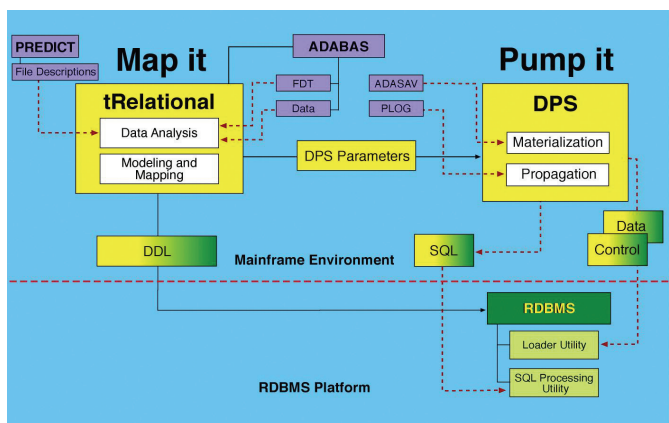 Map it
Pump it
PREDICT
File Descriptions
ADABAS
FDT
Data
ADASAV
PLOG
tRelational
Data Analysis
Modeling and
Mapping
DPS Parameters
DPS
Materialization
Propagation
DDL
Mainframe Environment
SQL
Data
Control
RDBMS
Loader Utility
SQL Processing
Utility
RDBMS Platform